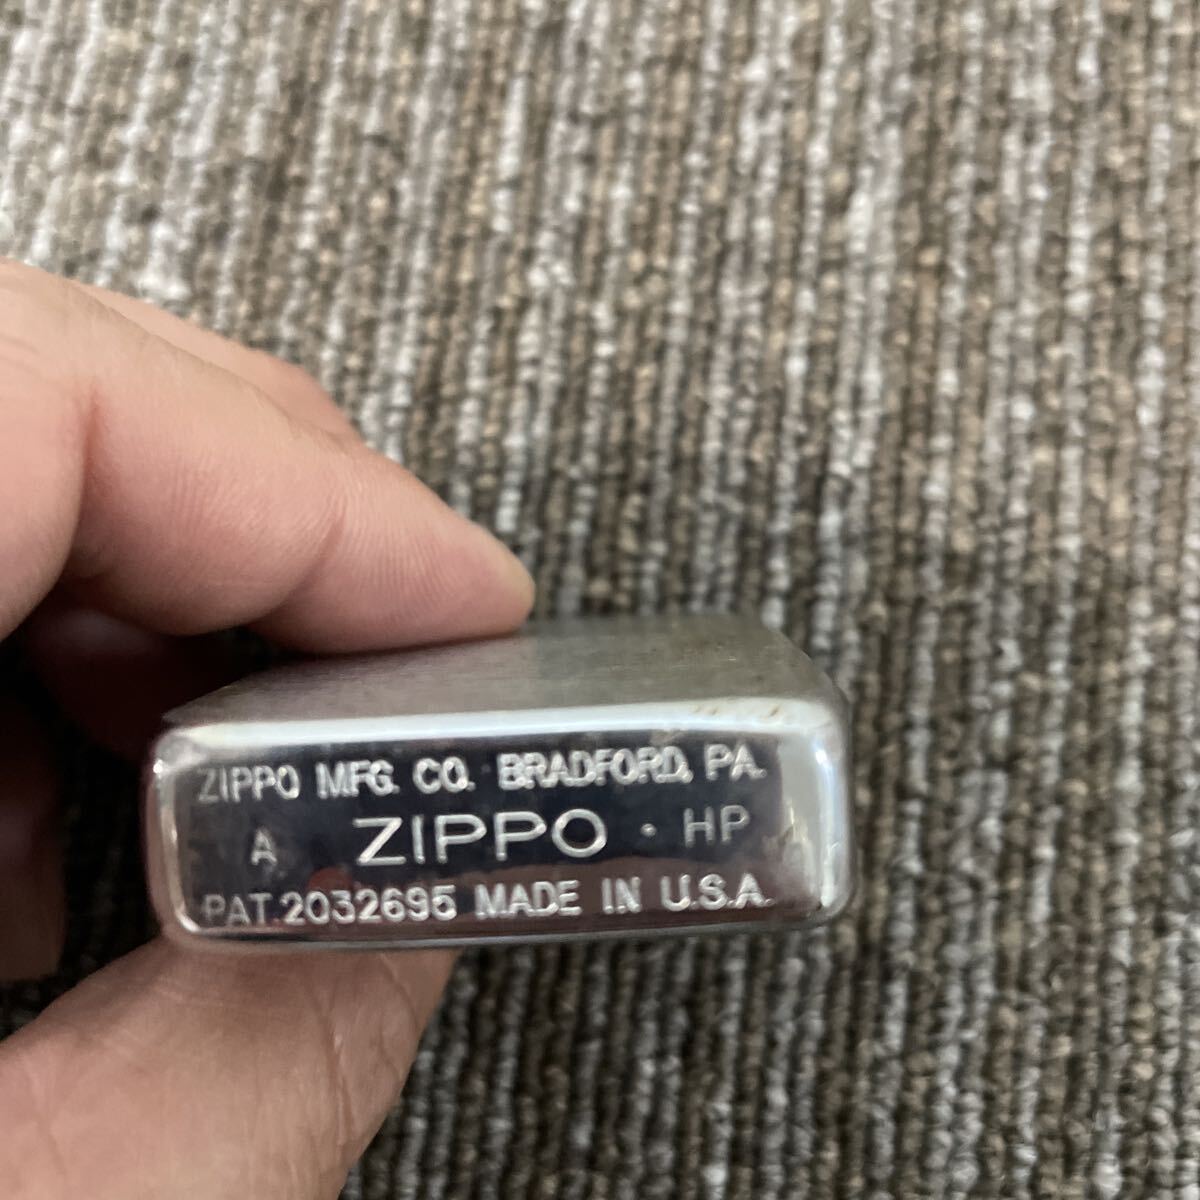 ZIPPO MFG. CO. BRADFORD, PA.
A ZIPPO · HP
PAT. 2032695 MADE IN U.S.A.